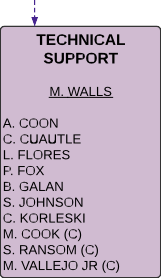 TECHNICAL
SUPPORT
M. WALLS
A. COON
C. CUAUTLE
L. FLORES
P. FOX
B. GALAN
S. JOHNSON
C. KORLESKI
M. COOK (C)
S. RANSOM (C)
M. VALLEJO JR (C)